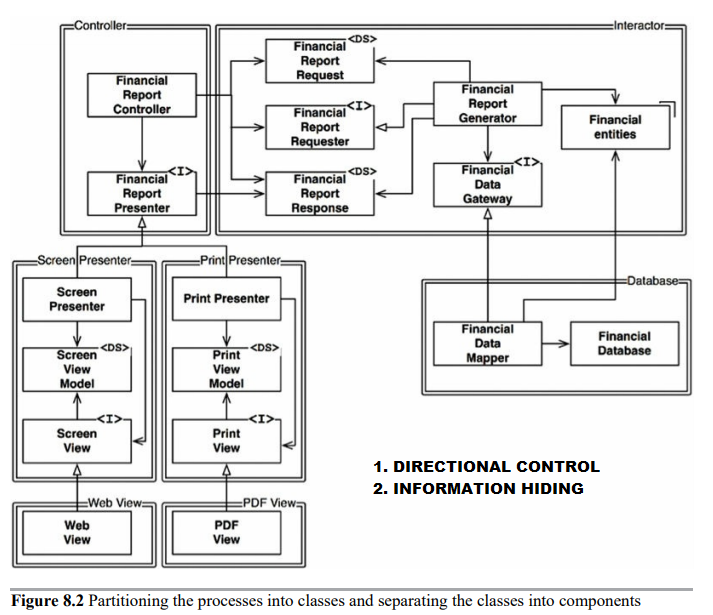 Controller
Financial
Report
Controller
<I>
Financial
Report
Presenter
Interactor
<DS>
Financial
Report
Request
<I>
Financial
Report
Requester
<DS>
Financial
Report
Response
Financial
Report
Generator
<I>
Financial
Data
Gateway
Financial
entities
Screen Presenter
Screen
Presenter
<DS>
Screen
View
Model
<I>
Screen
View
Print Presenter
Print Presenter
<DS>
Print
View
Model
<I>
Print
View
Database
Financial
Data
Mapper
Financial
Database
1. DIRECTIONAL CONTROL
2. INFORMATION HIDING
Web View
Web
View
PDF View
PDF
View
Figure 8.2 Partitioning the processes into classes and separating the classes into components